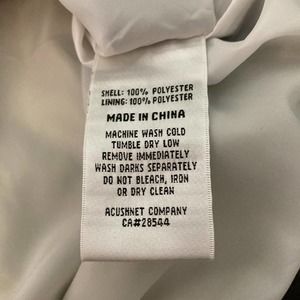 SHELL: 100% POLYESTER
LINING: 100% POLYESTER
MADE IN CHINA
MACHINE WASH COLD
TUMBLE DRY LOW
REMOVE IMMEDIATELY
WASH DARKS SEPARATELY
DO NOT BLEACH, IRON
OR DRY CLEAN
ACUSHNET COMPANY
CA#28544